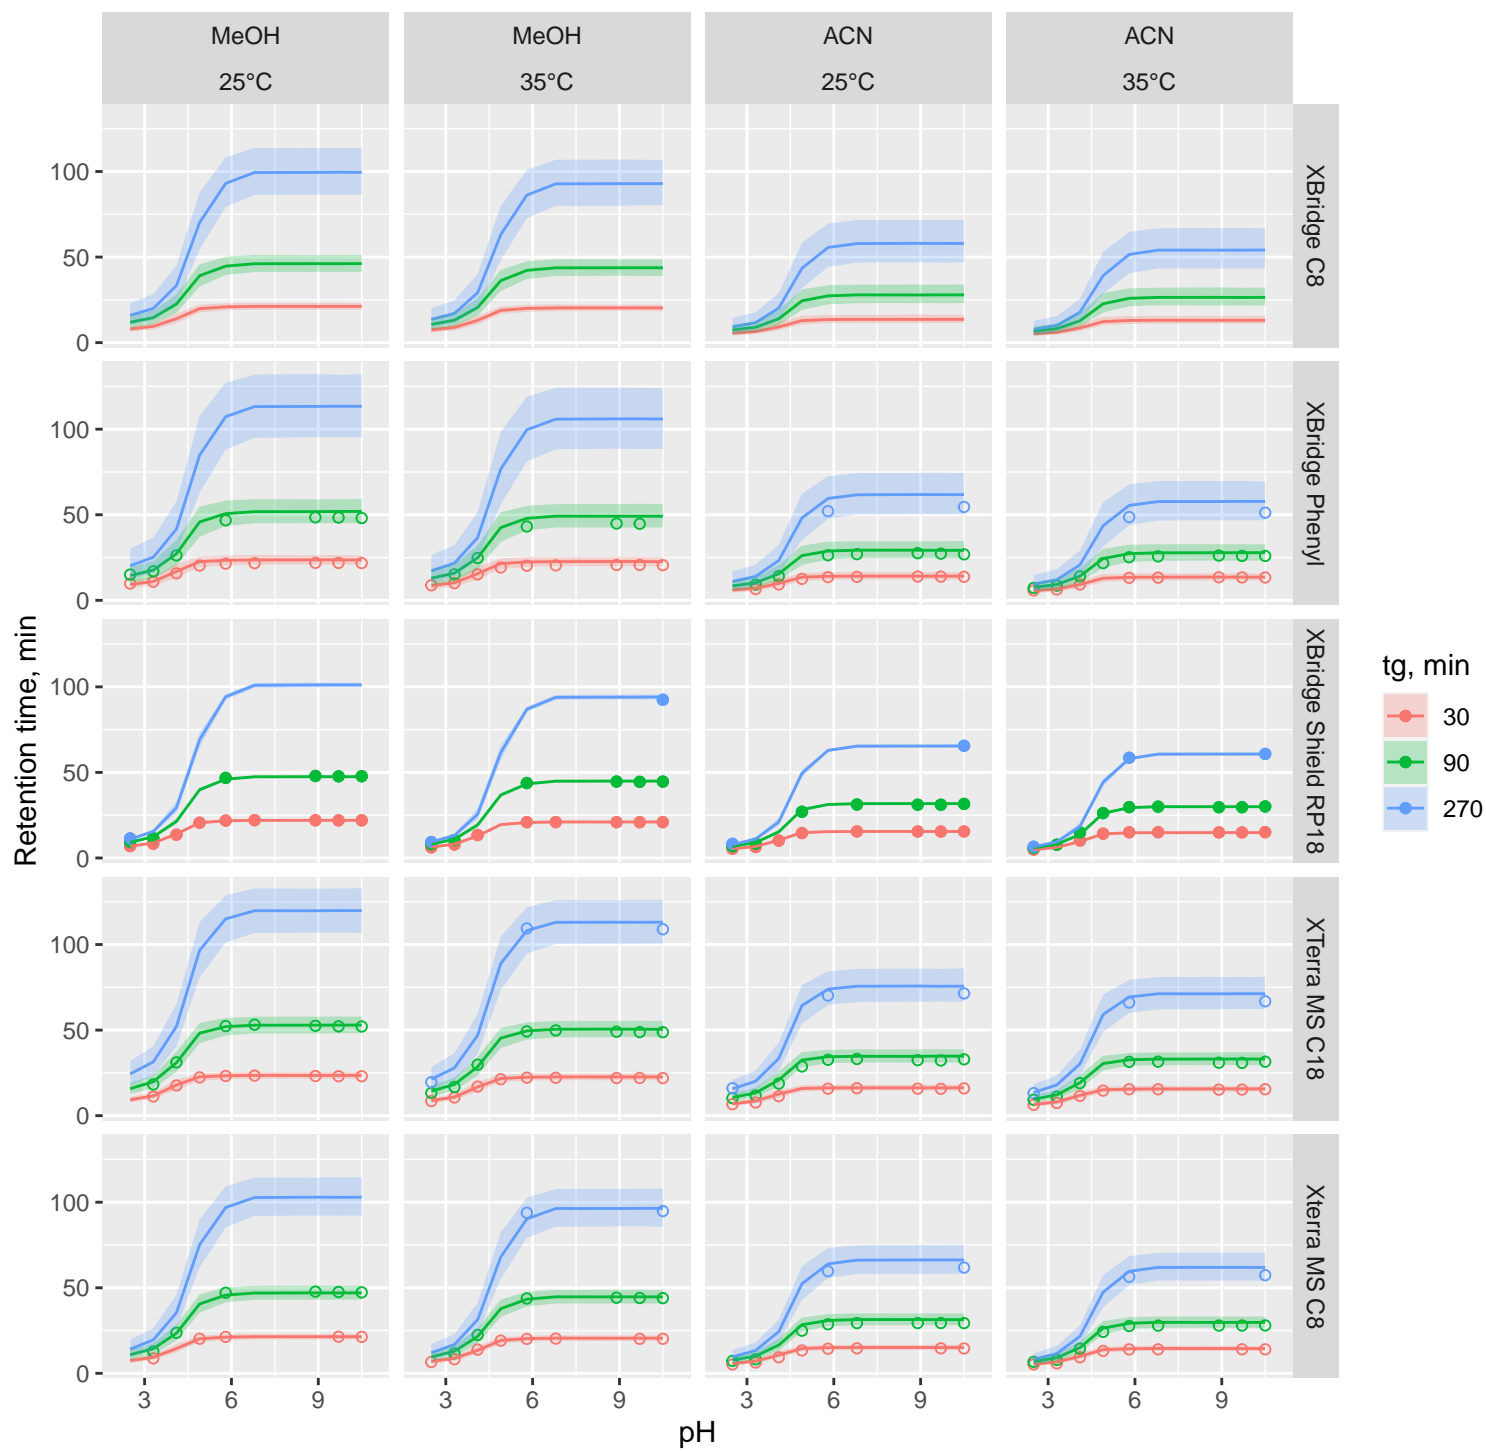 MeOH
MeOH
ACN
ACN
25°C
35°C
25°C
35°C
100
50
0
XBridge C8
100
50
0
XBridge Phenyl
100
50
0
XBridge Shield RP18
100
50
0
XTerra MS C18
100
50
0
Xterra MS C8
3
6
9
3
6
9
3
6
9
3
6
9
pH
Retention time, min
tg, min
30
90
270